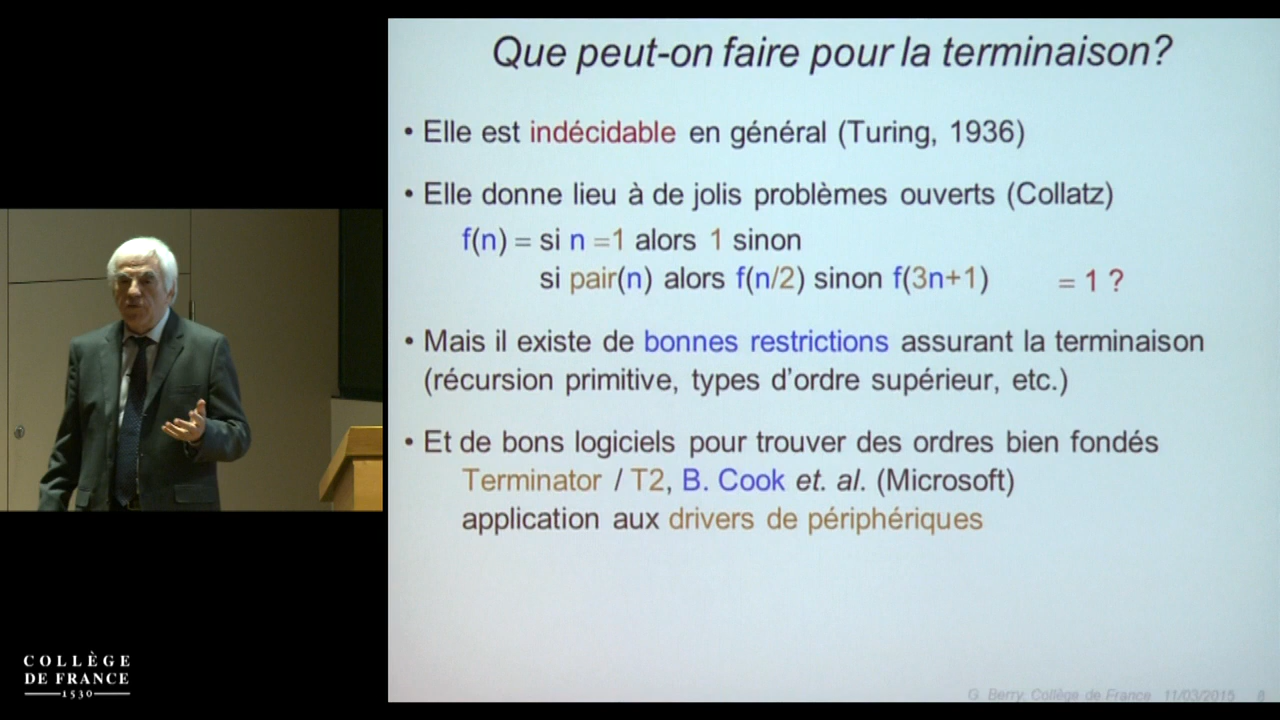 Que peut-on faire pour la terminaison?
• Elle est indécidable en général (Turing, 1936)
• Elle donne lieu à de jolis problèmes ouverts (Collatz)
f(n) = si n =1 alors 1 sinon
si pair(n) alors f(n/2) sinon f(3n+1) = 1 ?
• Mais il existe de bonnes restrictions assurant la terminaison
(récursion primitive, types d'ordre supérieur, etc.)
• Et de bons logiciels pour trouver des ordres bien fondés
Terminator / T2, B. Cook et. al. (Microsoft)
application aux drivers de périphériques
COLLÈGE
DE FRANCE
1530
G. Berry, Collège de France 11/03/2015 6